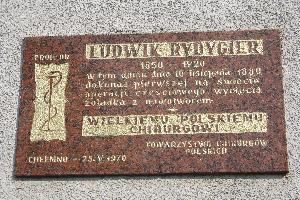 PROF. DR
LUDWIK RYDYGIER
1850 1920
w tym domu dnia 16 listopada 1880
dokonał pierwszej na świecie
operacji częściowego wycięcia
żołądka z nowotworem
WIELKIEMU POLSKIEMU
CHIRURGOWI
TOWARZYSTWO CHIRURGÓW
POLSKICH
CHEŁMNO – 25.V.1970